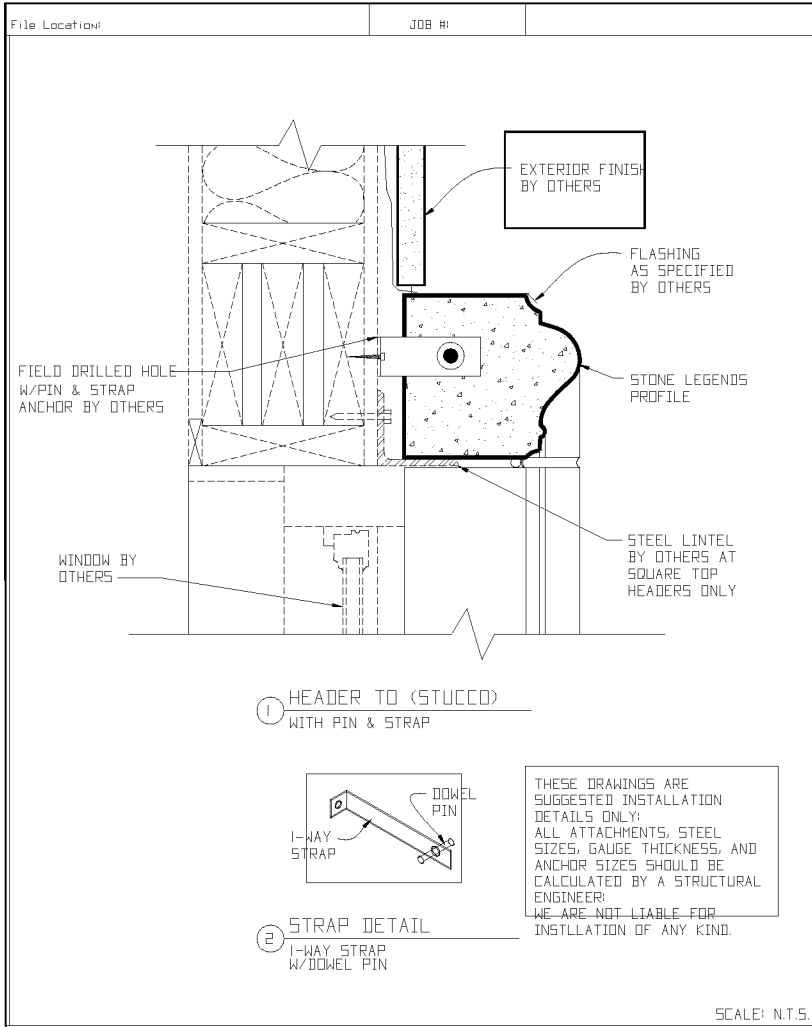 File Location:
JOB #:
EXTERIOR FINISH
BY OTHERS
FLASHING
AS SPECIFIED
BY OTHERS
FIELD DRILLED HOLE
W/PIN & STRAP
ANCHOR BY OTHERS
STONE LEGENDS
PROFILE
STEEL LINTEL
BY OTHERS AT
SQUARE TOP
HEADERS ONLY
WINDOW BY
OTHERS
1 HEADER TO (STUCCO)
WITH PIN & STRAP
DOWEL
PIN
1-WAY
STRAP
2 STRAP DETAIL
1-WAY STRAP
W/DOWEL PIN
THESE DRAWINGS ARE
SUGGESTED INSTALLATION
DETAILS ONLY:
ALL ATTACHMENTS, STEEL
SIZES, GAUGE THICKNESS, AND
ANCHOR SIZES SHOULD BE
CALCULATED BY A STRUCTURAL
ENGINEER:
WE ARE NOT LIABLE FOR
INSTLLATION OF ANY KIND.
SCALE: N.T.S.